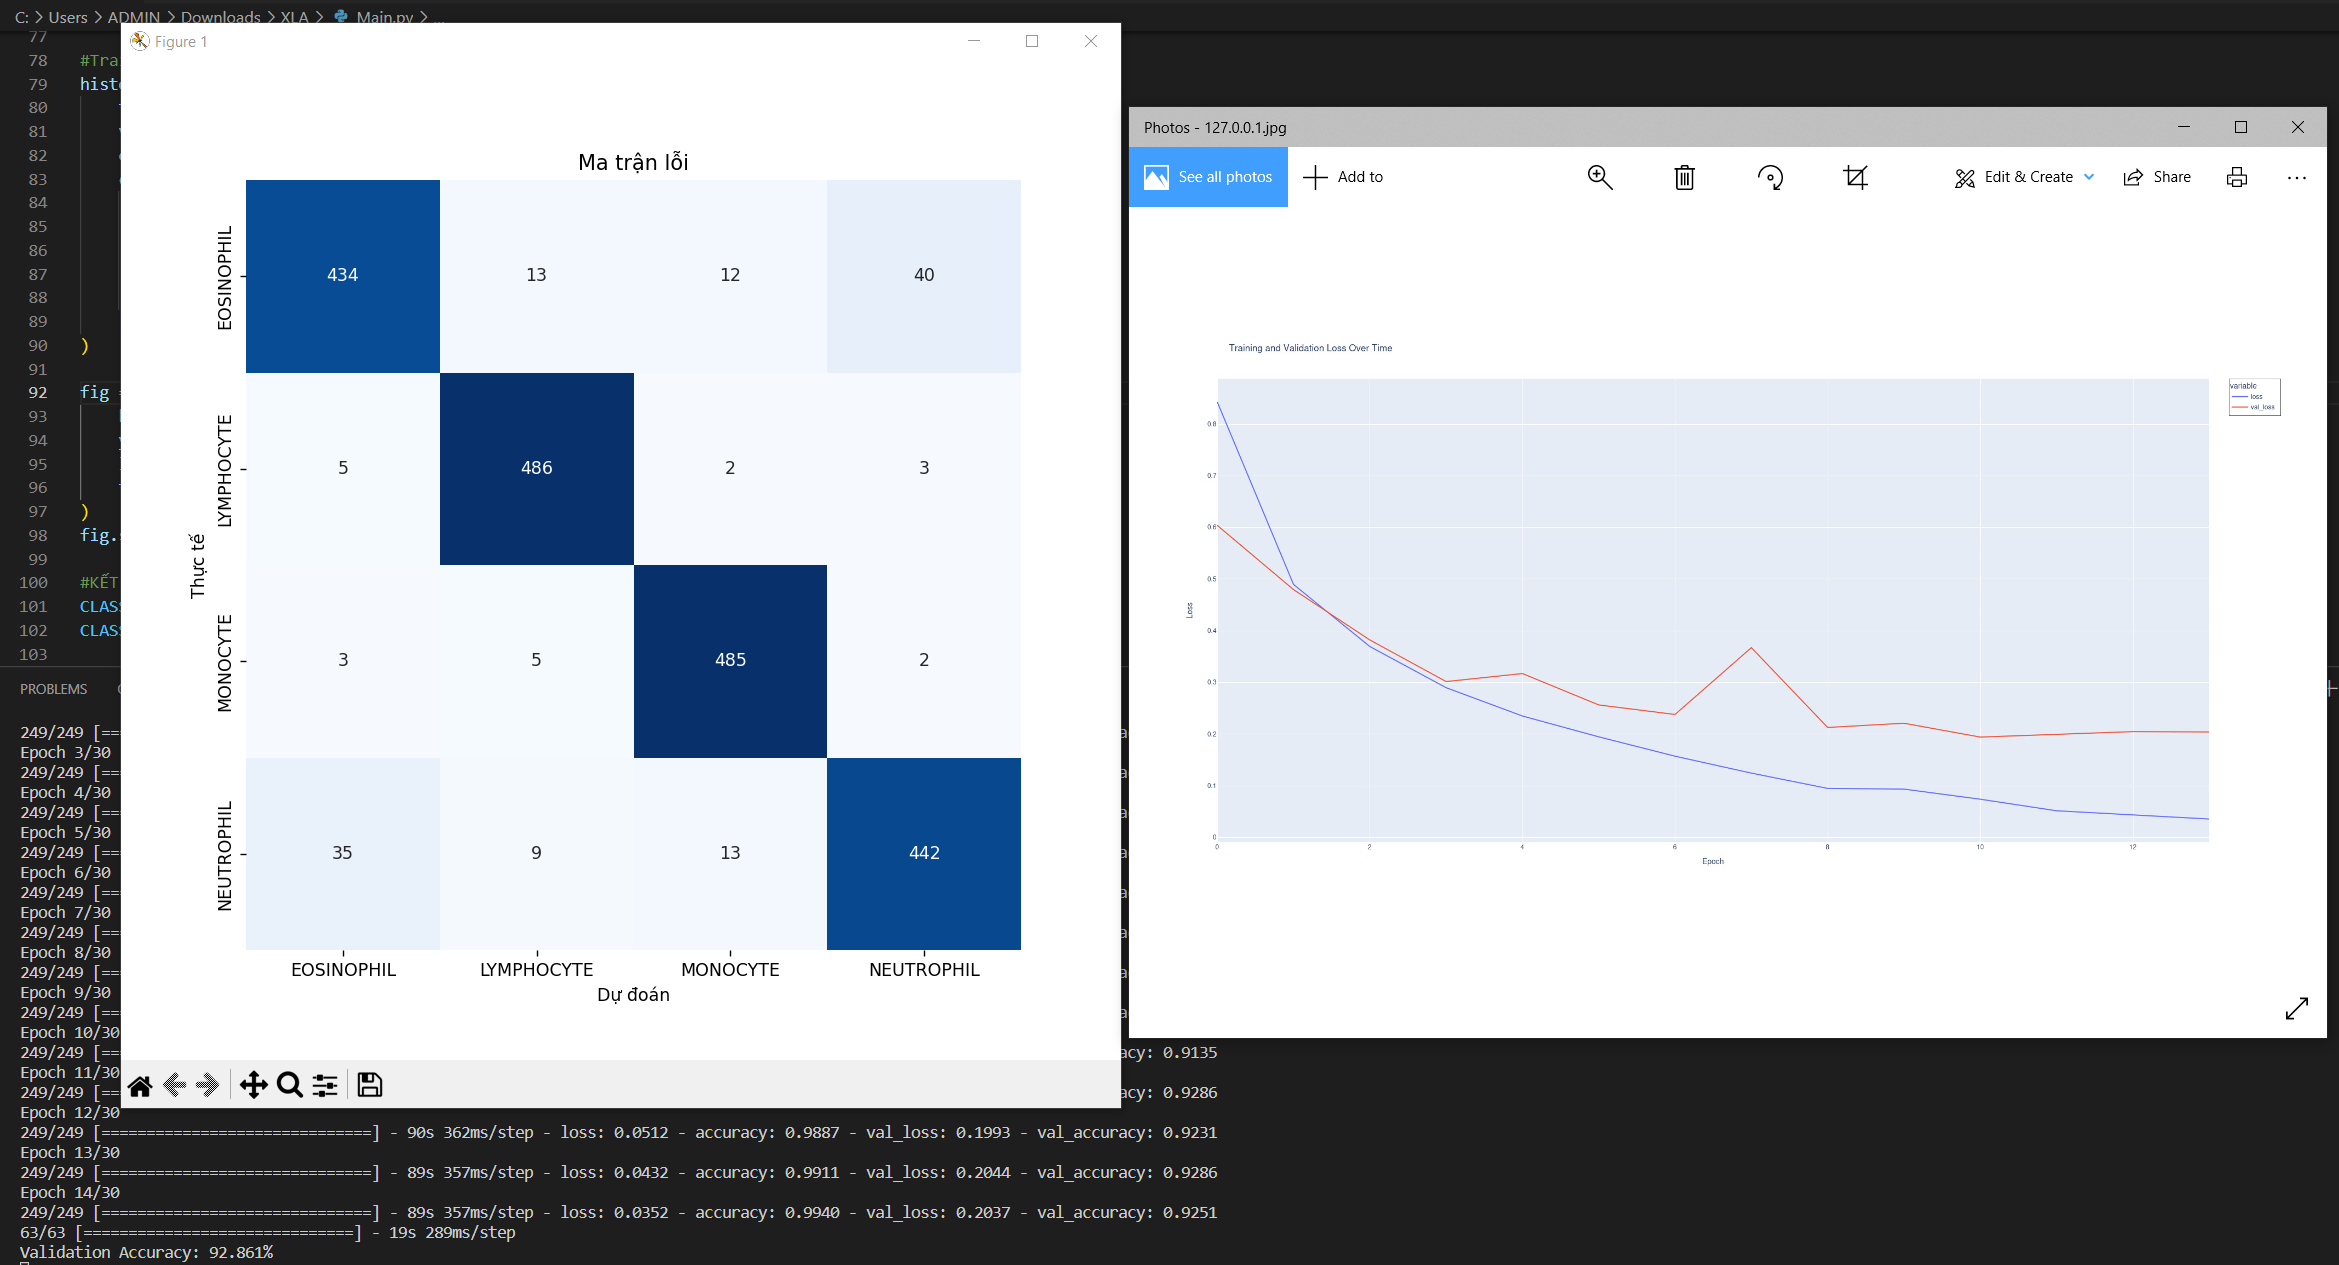 C: > Users > ADMIN > Downloads > XLA > Main.py > ...
77
78 #Tra
79 hist
80
81
82
83
84
85
86
87
88
89
90 )
91
92 fig =
93
94
95
96
97 )
98 fig.
99
100 #KẾT
101 CLAS
102 CLAS
103
PROBLEMS
Figure 1
Ma trận lỗi
EOSINOPHIL
LYMPHOCYTE
MONOCYTE
NEUTROPHIL
Thực tế
434 13 12 40
5 486 2 3
3 5 485 2
35 9 13 442
EOSINOPHIL LYMPHOCYTE MONOCYTE NEUTROPHIL
Dự đoán
Photos - 127.0.0.1.jpg
See all photos
Add to
Edit & Create
Share
Training and Validation Loss Over Time
variable
loss
val_loss
Loss
0.8
0.7
0.6
0.5
0.4
0.3
0.2
0.1
0
0 2 4 6 8 10 12
Epoch
249/249 [==
Epoch 3/30
249/249 [==
Epoch 4/30
249/249 [==
Epoch 5/30
249/249 [==
Epoch 6/30
249/249 [==
Epoch 7/30
249/249 [==
Epoch 8/30
249/249 [==
Epoch 9/30
249/249 [==
Epoch 10/30
249/249 [== acy: 0.9135
Epoch 11/30
249/249 [== acy: 0.9286
Epoch 12/30
249/249 [==============================] - 90s 362ms/step - loss: 0.0512 - accuracy: 0.9887 - val_loss: 0.1993 - val_accuracy: 0.9231
Epoch 13/30
249/249 [==============================] - 89s 357ms/step - loss: 0.0432 - accuracy: 0.9911 - val_loss: 0.2044 - val_accuracy: 0.9286
Epoch 14/30
249/249 [==============================] - 89s 357ms/step - loss: 0.0352 - accuracy: 0.9940 - val_loss: 0.2037 - val_accuracy: 0.9251
63/63 [==============================] - 19s 289ms/step
Validation Accuracy: 92.861%